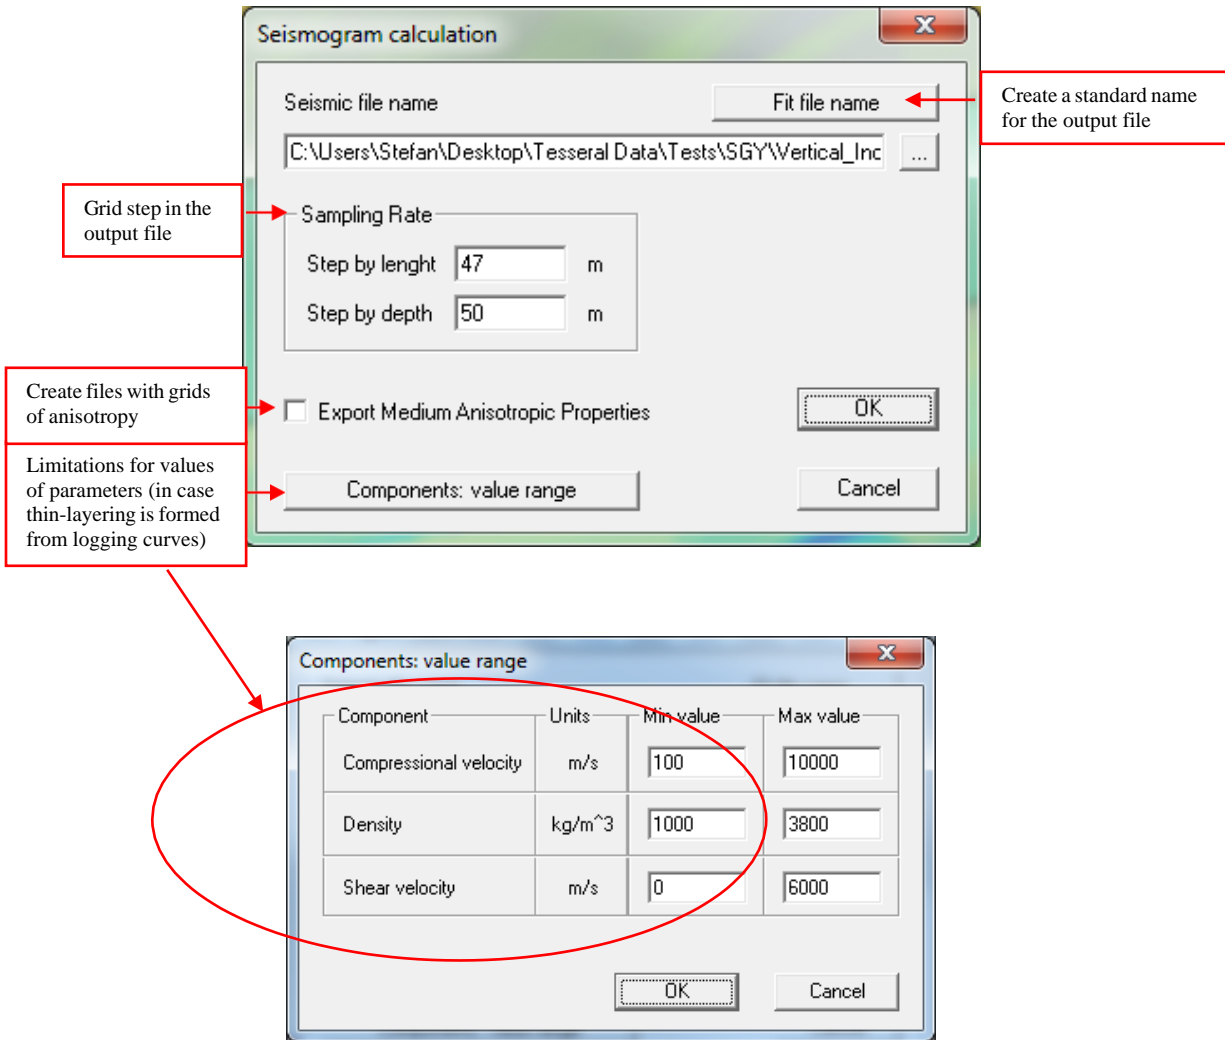 Seismogram calculation
x
Seismic file name
Fit file name
Create a standard name
for the output file
C:\Users\Stefan\Desktop\Tesseral Data\Tests\SGY\Vertical_Inc
...
Grid step in the
output file
Sampling Rate
Step by lenght 47 m
Step by depth 50 m
Create files with grids
of anisotropy
Export Medium Anisotropic Properties
OK
Limitations for values
of parameters (in case
thin-layering is formed
from logging curves)
Components: value range
Cancel
Components: value range
x
Component Units Min value Max value
Compressional velocity m/s 100 10000
Density kg/m^3 1000 3800
Shear velocity m/s 0 6000
OK Cancel